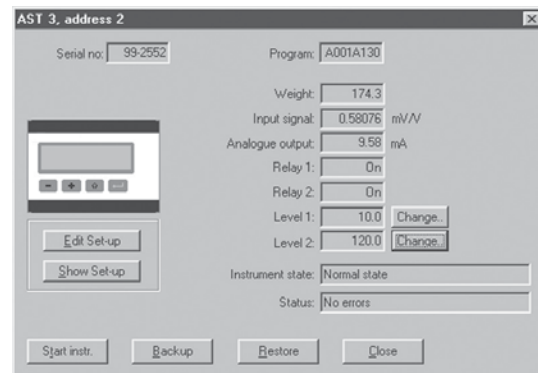 AST 3, address 2
Serial no: 99-2552
Program: A001A130
Weight: 174.3
Input signal: 0.58076 mV/V
Analogue output: 9.58 mA
Relay 1: On
Relay 2: On
Level 1: 10.0 Change..
Level 2: 120.0 Change..
Edit Set-up
Show Set-up
Instrument state: Normal state
Status: No errors
Start instr. Backup Restore Close